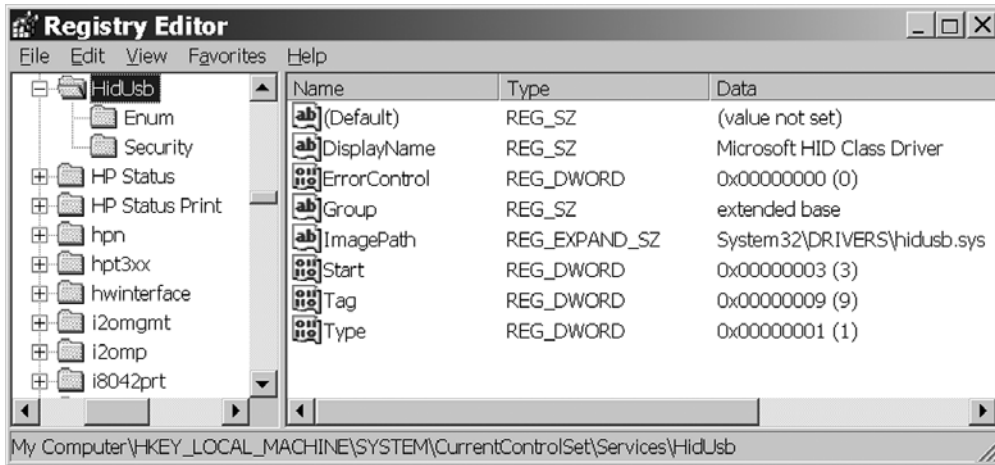 Registry Editor
File Edit View Favorites Help
HidUsb
Enum
Security
HP Status
HP Status Print
hpn
hpt3xx
hwinterface
i2omgmt
i2omp
i8042prt
Name Type Data
(Default) REG_SZ (value not set)
DisplayName REG_SZ Microsoft HID Class Driver
ErrorControl REG_DWORD 0x00000000 (0)
Group REG_SZ extended base
ImagePath REG_EXPAND_SZ System32\DRIVERS\hidusb.sys
Start REG_DWORD 0x00000003 (3)
Tag REG_DWORD 0x00000009 (9)
Type REG_DWORD 0x00000001 (1)
My Computer\HKEY_LOCAL_MACHINE\SYSTEM\CurrentControlSet\Services\HidUsb